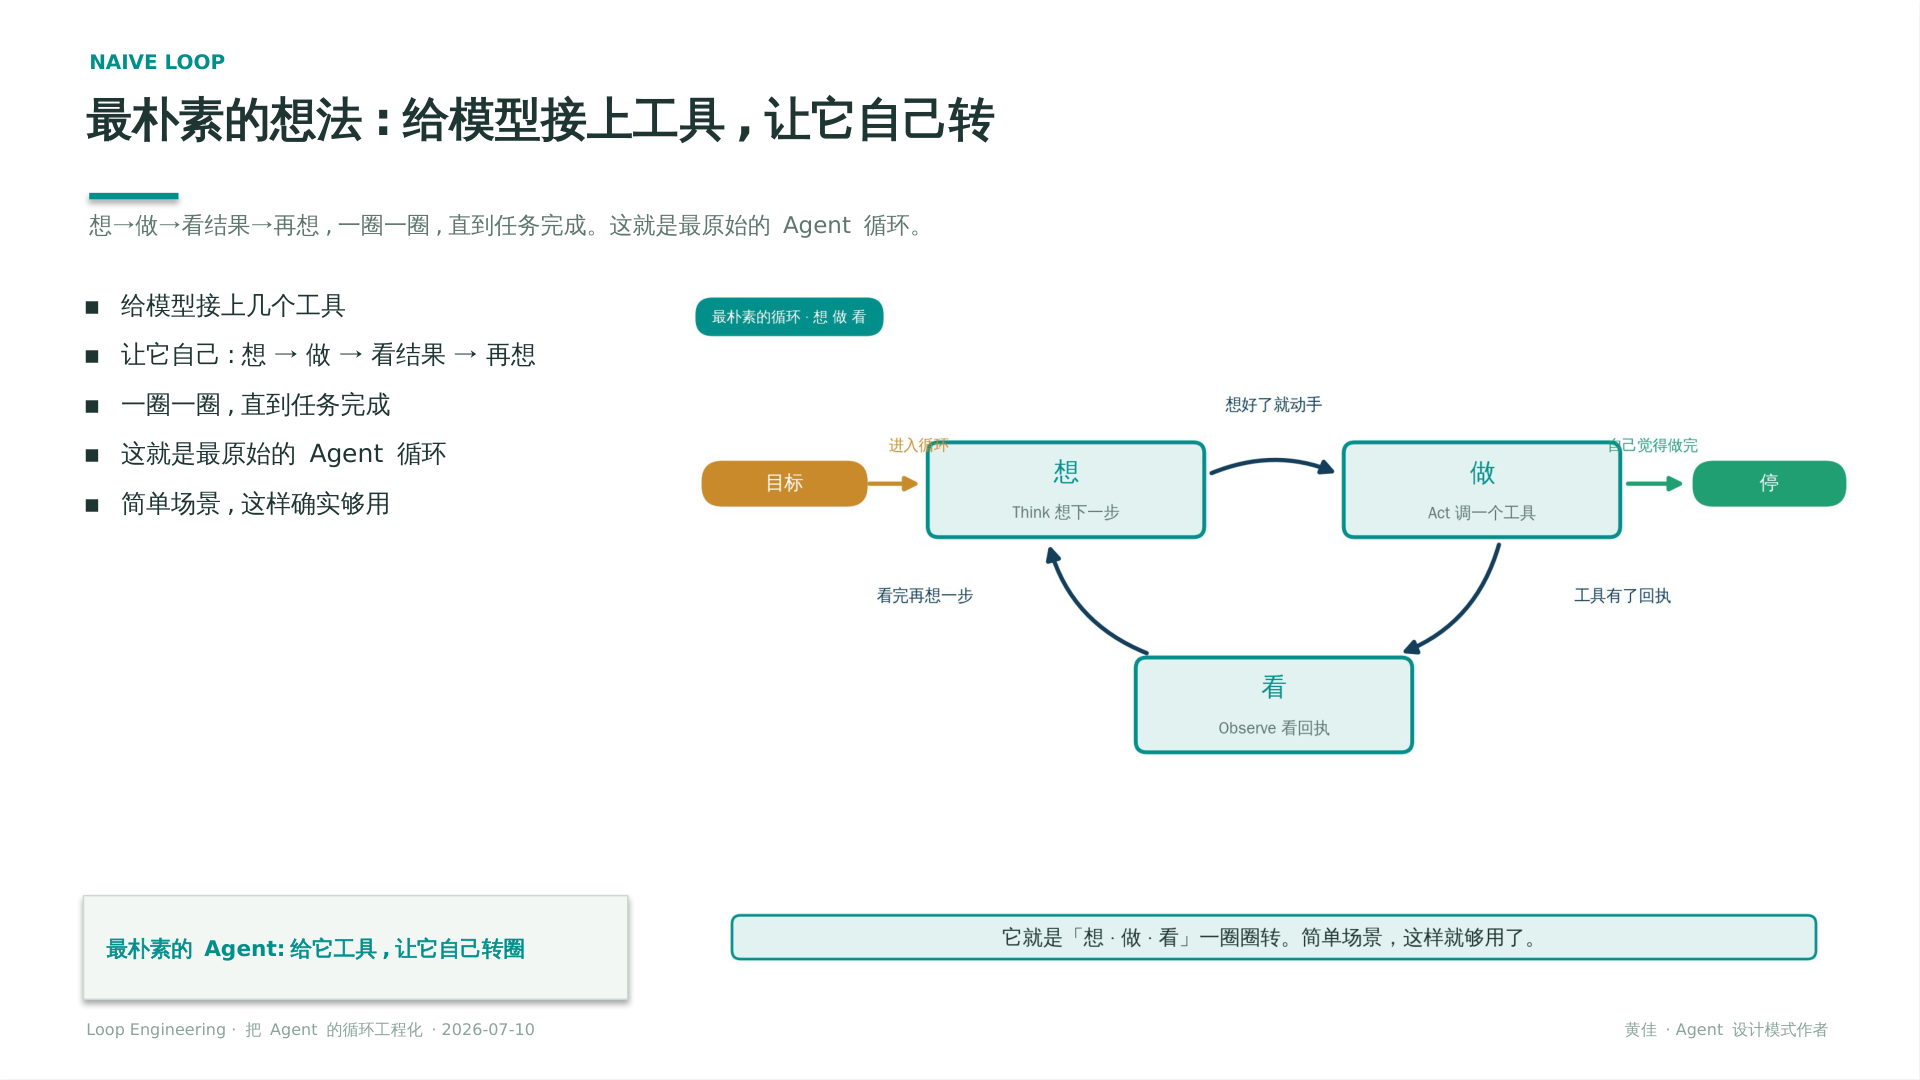 NAIVE LOOP
最朴素的想法：给模型接上工具，让它自己转
想→做→看结果→再想，一圈一圈，直到任务完成。这就是最原始的 Agent 循环。
▪ 给模型接上几个工具
▪ 让它自己：想 → 做 → 看结果 → 再想
▪ 一圈一圈，直到任务完成
▪ 这就是最原始的 Agent 循环
▪ 简单场景，这样确实够用
最朴素的循环 · 想 做 看
想好了就动手
进入循环
自己觉得做完
目标
想
Think 想下一步
做
Act 调一个工具
停
看完再想一步
工具有了回执
看
Observe 看回执
最朴素的 Agent：给它工具，让它自己转圈
它就是「想 · 做 · 看」一圈圈转。简单场景，这样就够用了。
Loop Engineering · 把 Agent 的循环工程化 · 2026-07-10
黄佳 · Agent 设计模式作者